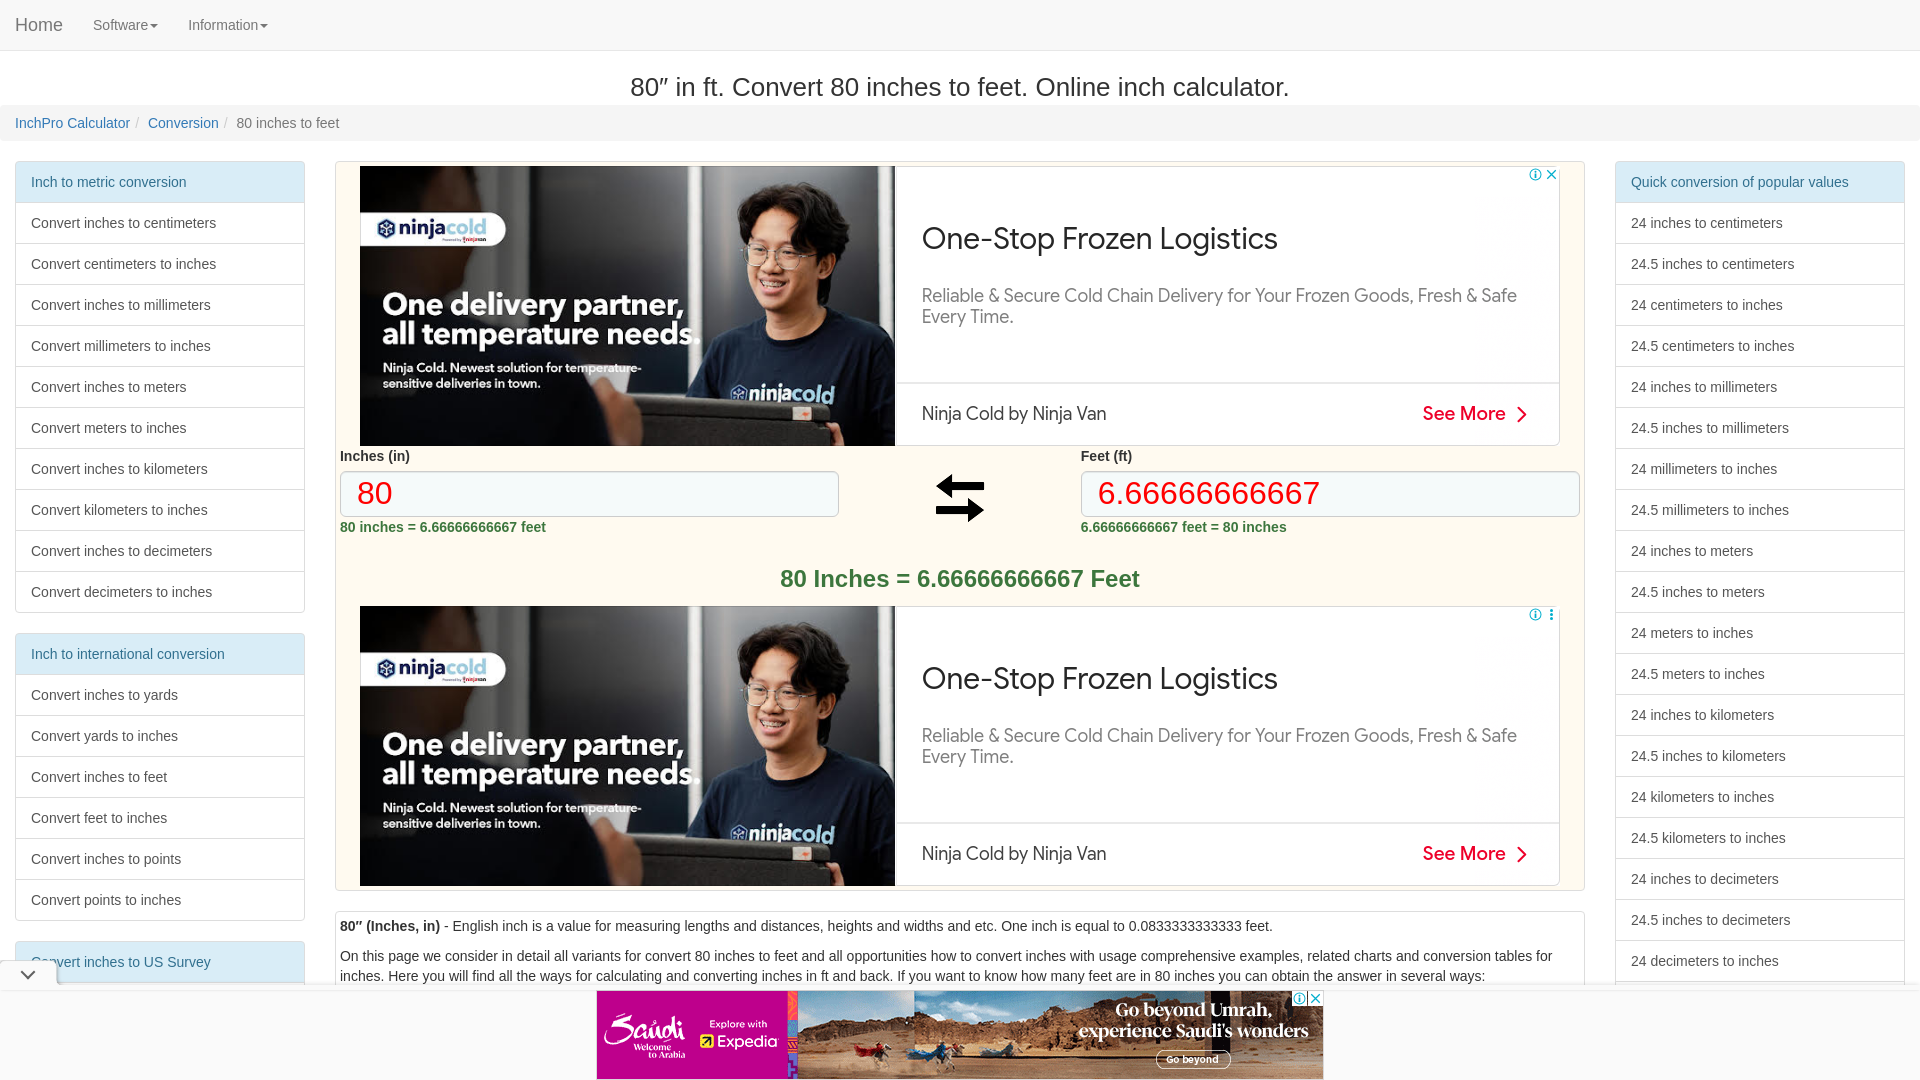 Home
Software
Information
80″ in ft. Convert 80 inches to feet. Online inch calculator.
InchPro Calculator / Conversion / 80 inches to feet
Inch to metric conversion
Convert inches to centimeters
Convert centimeters to inches
Convert inches to millimeters
Convert millimeters to inches
Convert inches to meters
Convert meters to inches
Convert inches to kilometers
Convert kilometers to inches
Convert inches to decimeters
Convert decimeters to inches
Inch to international conversion
Convert inches to yards
Convert yards to inches
Convert inches to feet
Convert feet to inches
Convert inches to points
Convert points to inches
Convert inches to US Survey
ninjacold
Powered by ninjavan
One delivery partner,
all temperature needs.
Ninja Cold. Newest solution for temperature-
sensitive deliveries in town.
ninjacold
One-Stop Frozen Logistics
Reliable & Secure Cold Chain Delivery for Your Frozen Goods, Fresh & Safe
Every Time.
Ninja Cold by Ninja Van
See More
Inches (in)
80
80 inches = 6.66666666667 feet
Feet (ft)
6.66666666667
6.66666666667 feet = 80 inches
80 Inches = 6.66666666667 Feet
ninjacold
Powered by ninjavan
One delivery partner,
all temperature needs.
Ninja Cold. Newest solution for temperature-
sensitive deliveries in town.
ninjacold
One-Stop Frozen Logistics
Reliable & Secure Cold Chain Delivery for Your Frozen Goods, Fresh & Safe
Every Time.
Ninja Cold by Ninja Van
See More
80″ (Inches, in) - English inch is a value for measuring lengths and distances, heights and widths and etc. One inch is equal to 0.0833333333333 feet.
On this page we consider in detail all variants for convert 80 inches to feet and all opportunities how to convert inches with usage comprehensive examples, related charts and conversion tables for
inches. Here you will find all the ways for calculating and converting inches in ft and back. If you want to know how many feet are in 80 inches you can obtain the answer in several ways:
Quick conversion of popular values
24 inches to centimeters
24.5 inches to centimeters
24 centimeters to inches
24.5 centimeters to inches
24 inches to millimeters
24.5 inches to millimeters
24 millimeters to inches
24.5 millimeters to inches
24 inches to meters
24.5 inches to meters
24 meters to inches
24.5 meters to inches
24 inches to kilometers
24.5 inches to kilometers
24 kilometers to inches
24.5 kilometers to inches
24 inches to decimeters
24.5 inches to decimeters
24 decimeters to inches
Saudi
Welcome
to Arabia
Explore with
Expedia
Go beyond Umrah,
experience Saudi's wonders
Go beyond